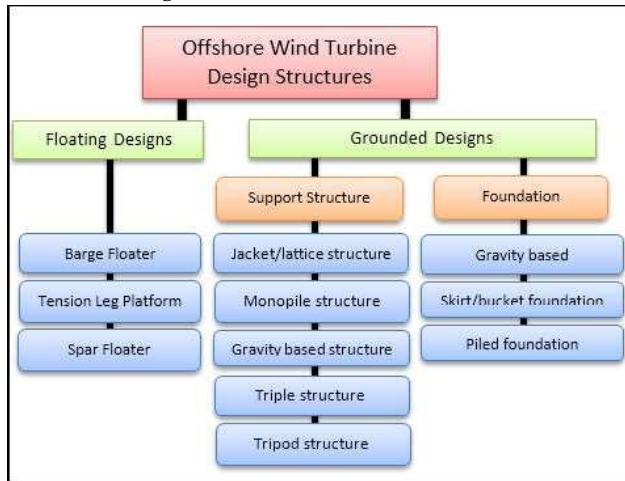 Offshore Wind Turbine
Design Structures
Floating Designs
Grounded Designs
Support Structure
Foundation
Barge Floater
Tension Leg Platform
Spar Floater
Jacket/lattice structure
Monopile structure
Gravity based structure
Triple structure
Tripod structure
Gravity based
Skirt/bucket foundation
Piled foundation